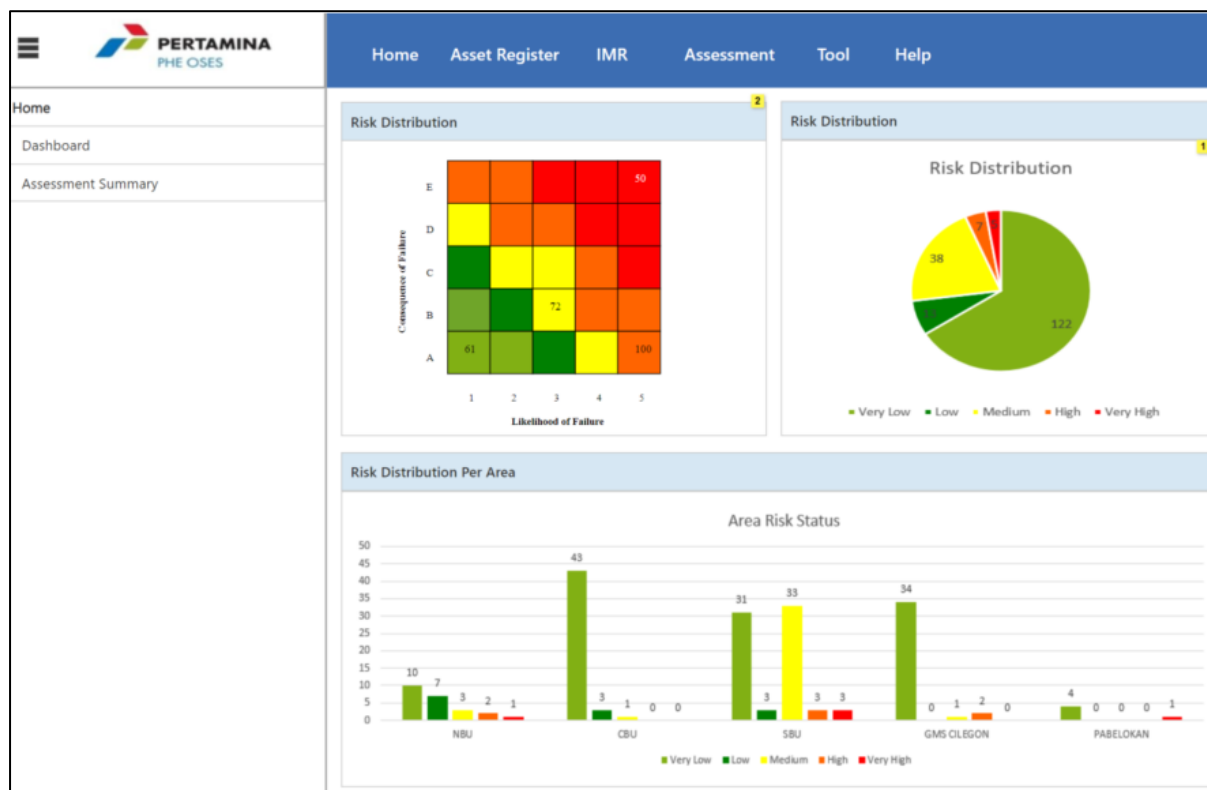 PERTAMINA
PHE OSES
Home Asset Register IMR Assessment Tool Help
Home
Dashboard
Assessment Summary
Risk Distribution
2
Consequence of Failure
E
50
D
C
B
72
A
61
100
1 2 3 4 5
Likelihood of Failure
Risk Distribution
1
Risk Distribution
7
38
122
Very Low Low Medium High Very High
Risk Distribution Per Area
Area Risk Status
50
45
40
35
30
25
20
15
10
5
0
10 7 3 2 1
43 3 1 0 0
31 3 33 3 3
34 0 1 2 0
4 0 0 0 1
NBU CBU SBU GMS CILEGON PABELOKAN
Very Low Low Medium High Very High